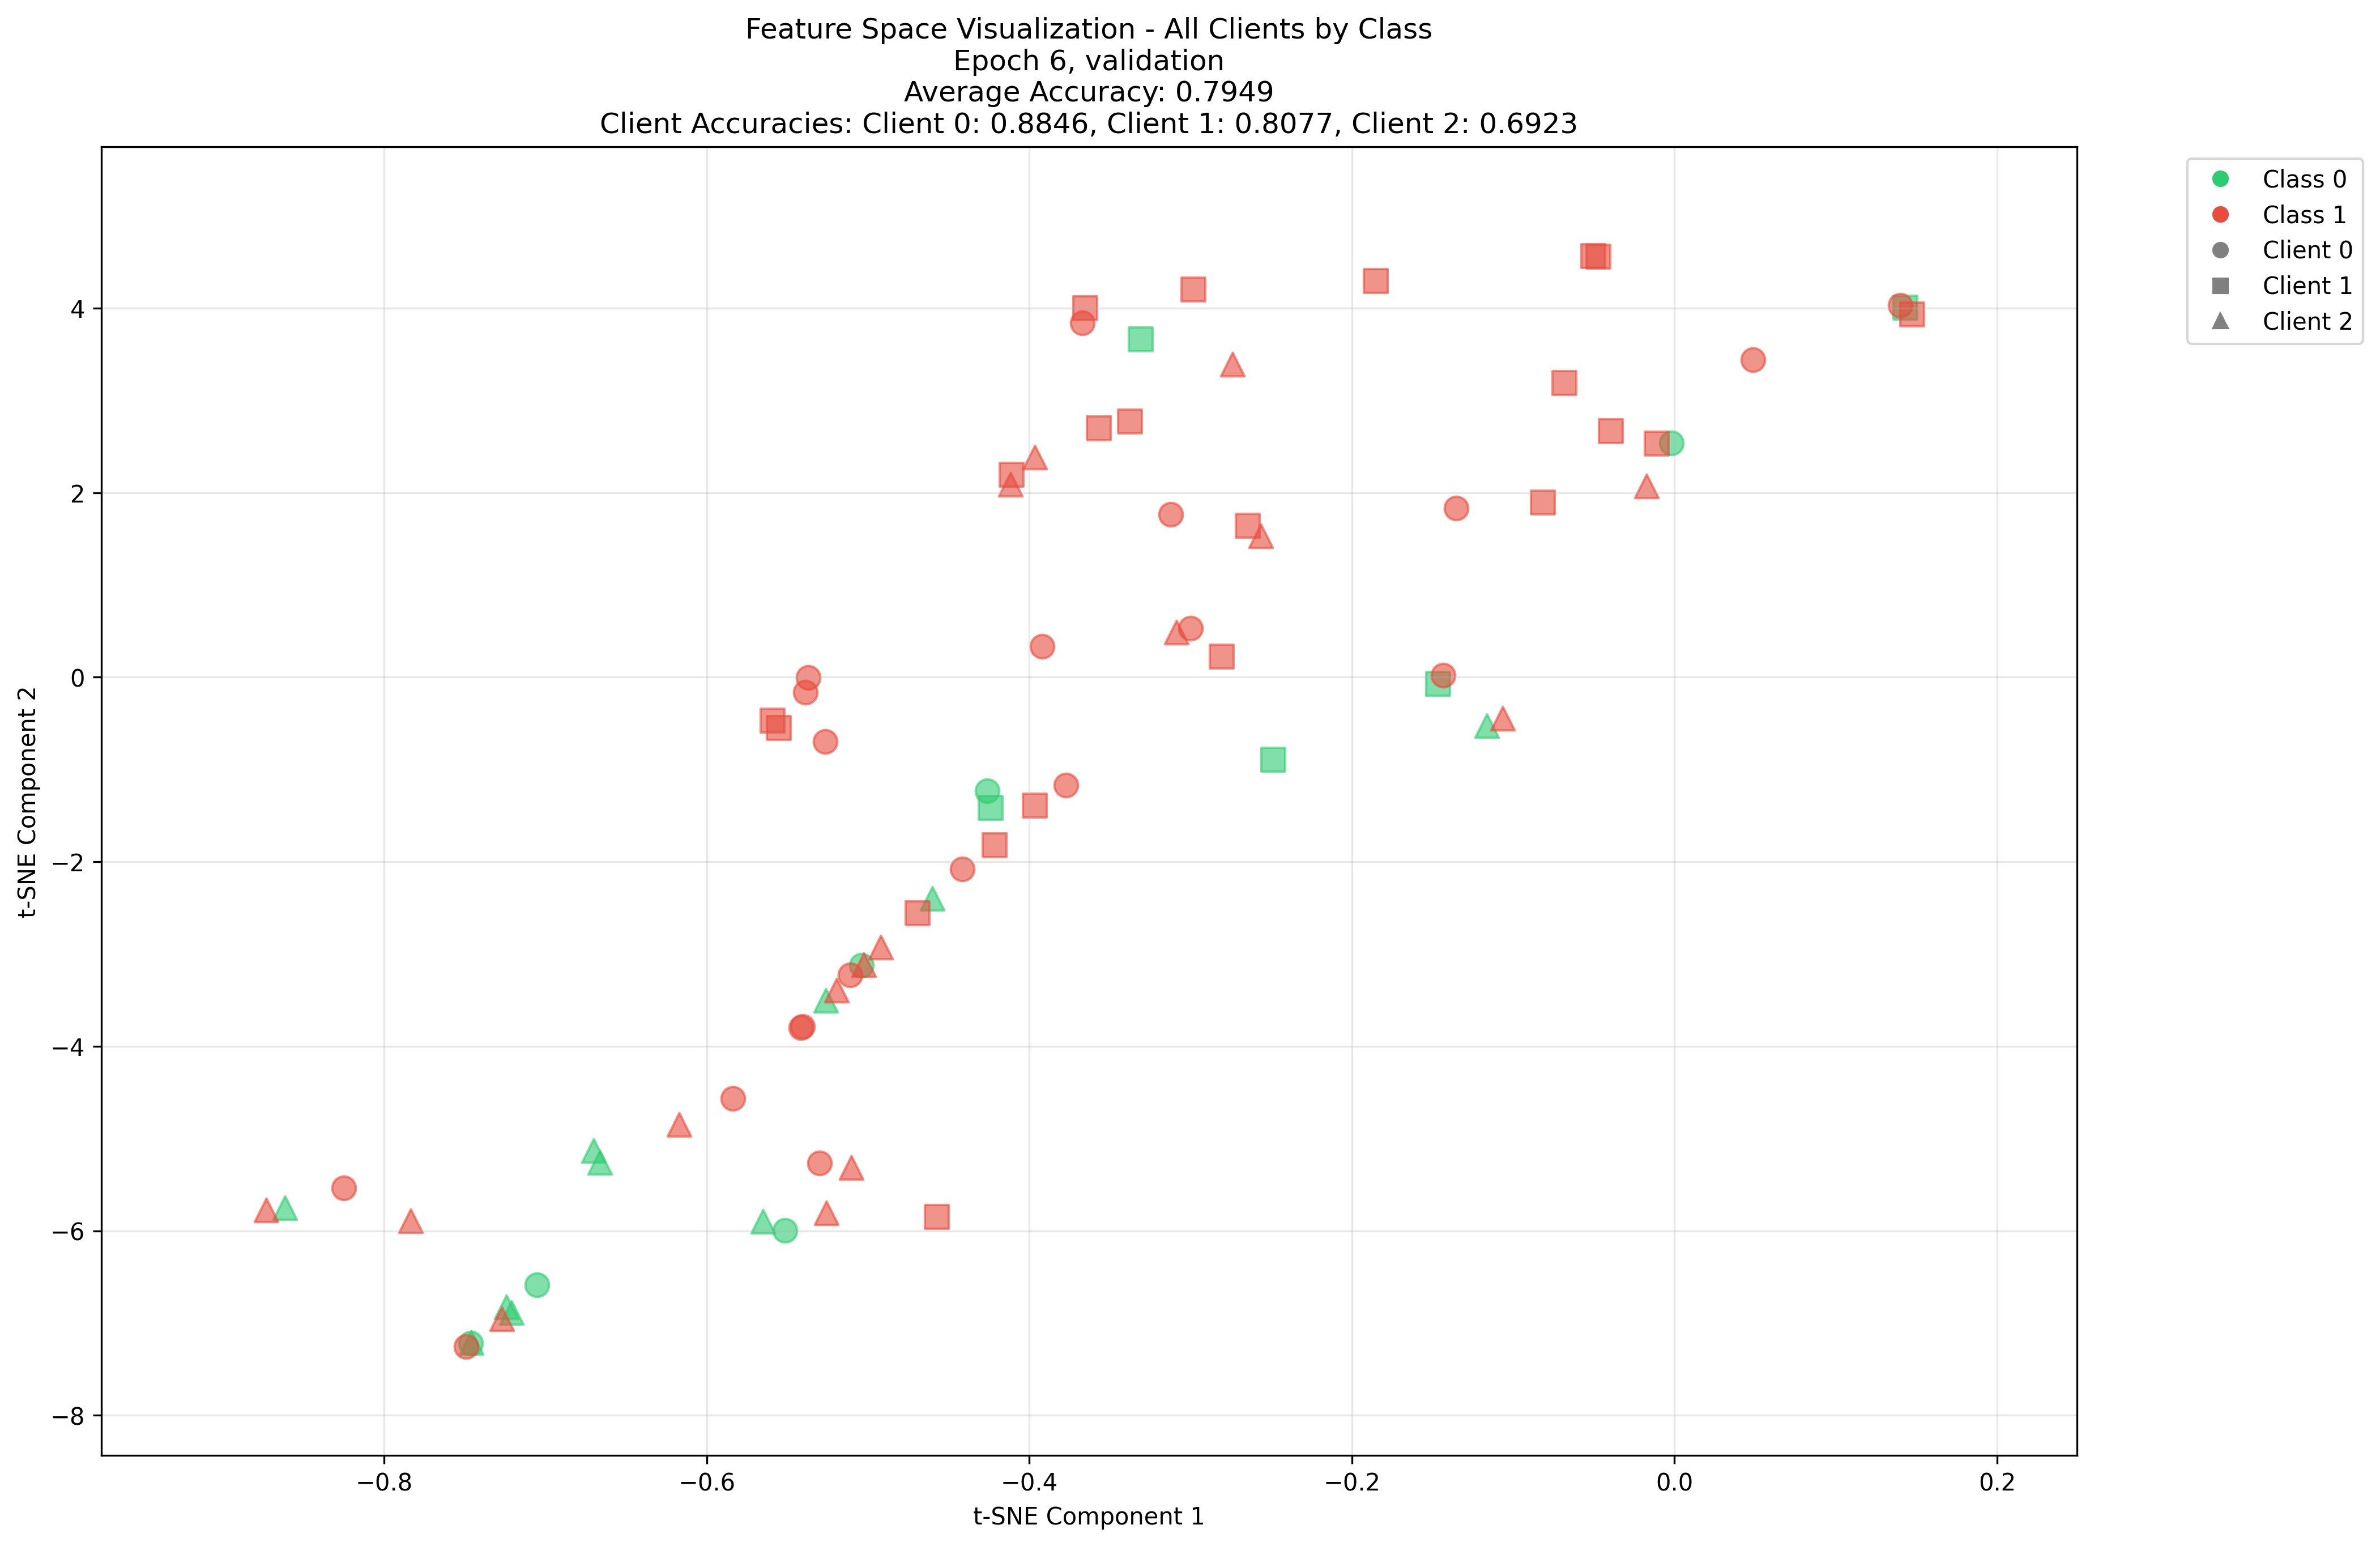 Feature Space Visualization - All Clients by Class
Epoch 6, validation
Average Accuracy: 0.7949
Client Accuracies: Client 0: 0.8846, Client 1: 0.8077, Client 2: 0.6923
Class 0
Class 1
Client 0
Client 1
Client 2
t-SNE Component 2
4
2
0
−2
−4
−6
−8
−0.8
−0.6
−0.4
−0.2
0.0
0.2
t-SNE Component 1